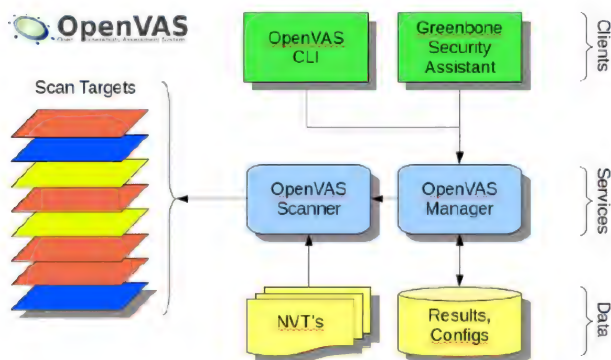 OpenVAS
OpenVAS
CLI
Greenbone
Security
Assistant
Clients
Scan Targets
OpenVAS
Scanner
OpenVAS
Manager
Services
NVT's
Results,
Configs
Data